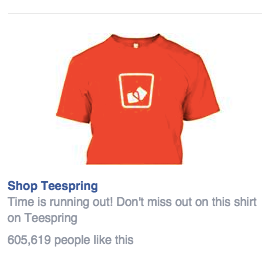 Shop Teespring
Time is running out! Don't miss out on this shirt
on Teespring
605,619 people like this